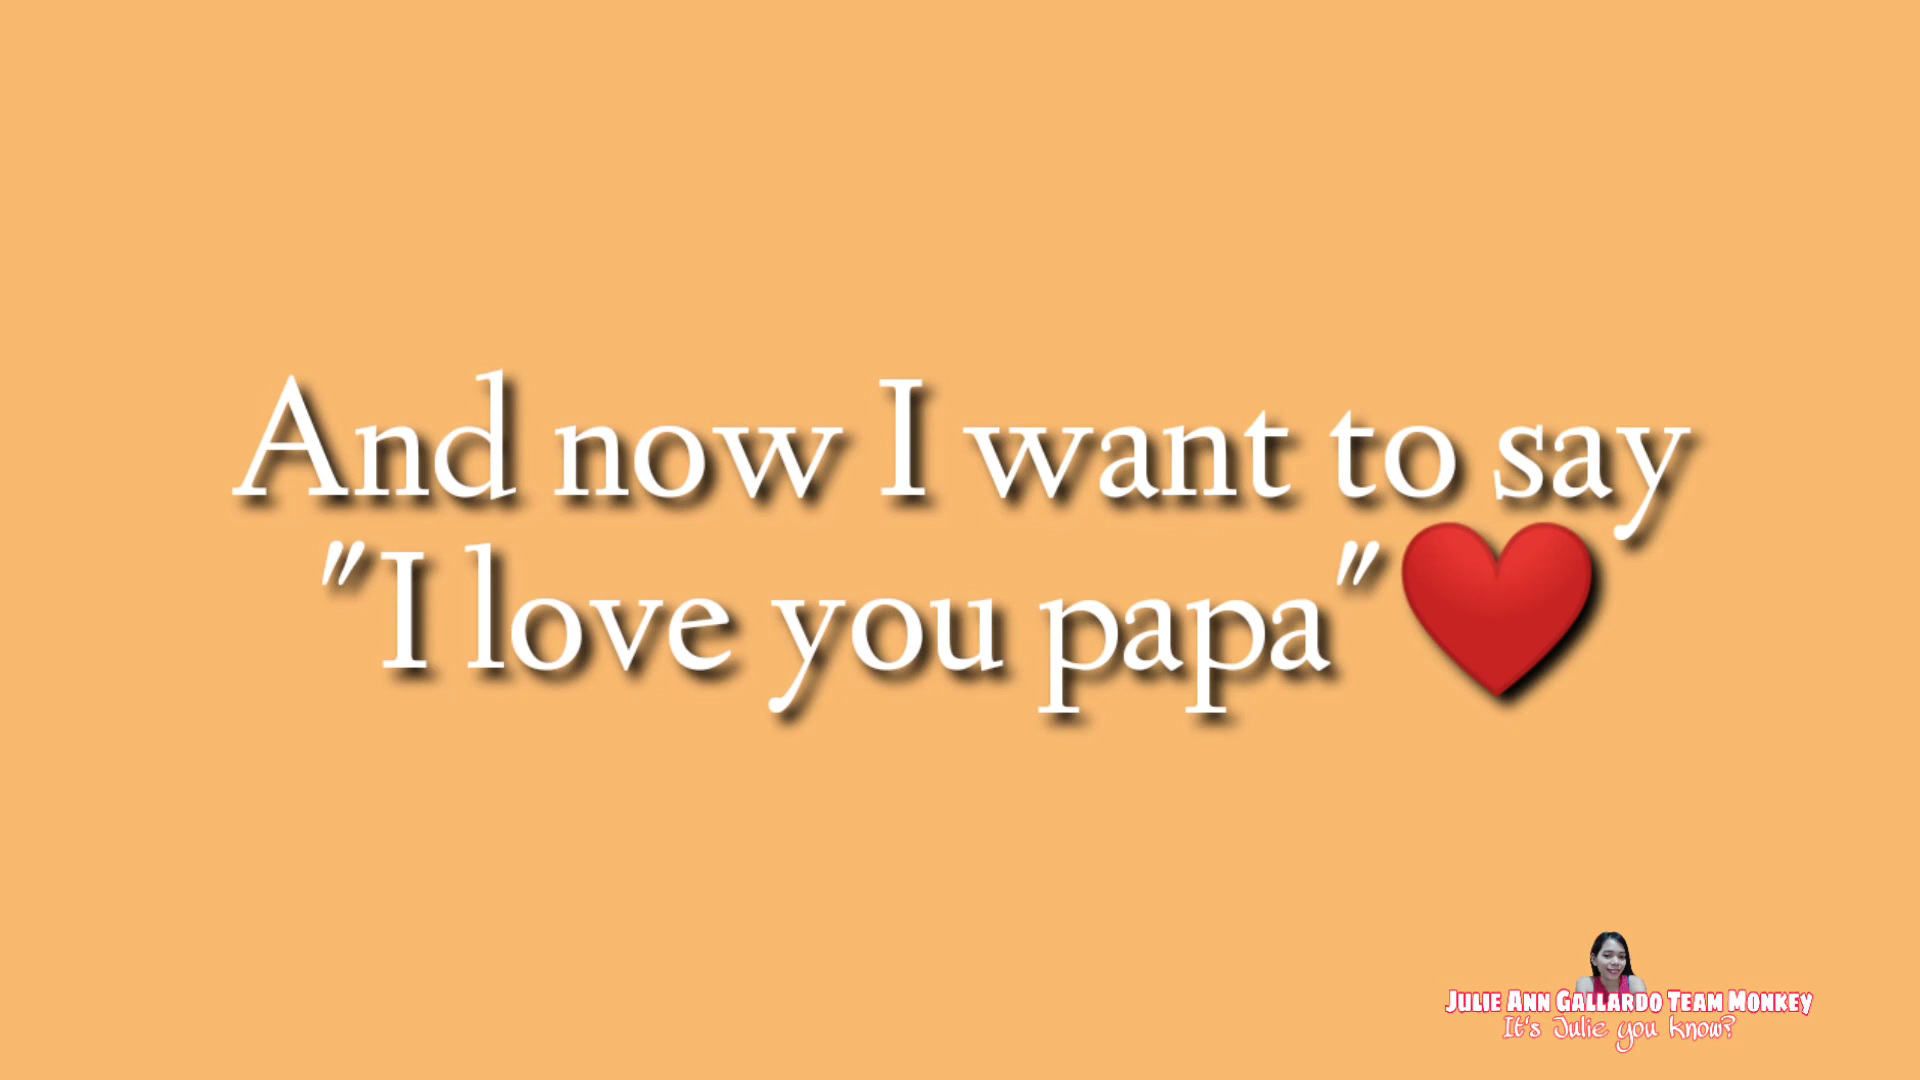 And now I want to say
"I love you papa"❤️
JULIE ANN GALLARDO TEAM MONKEY
It's Julie you know?